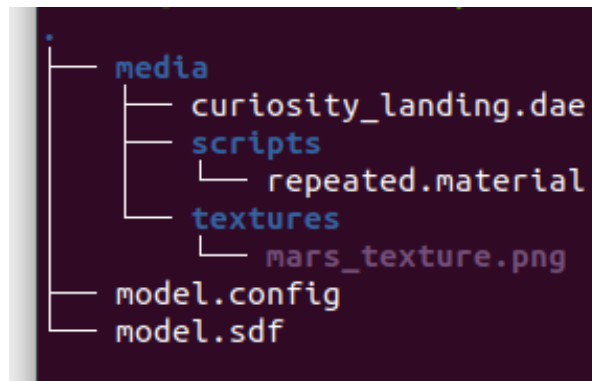 .
├── media
│   ├── curiosity_landing.dae
│   ├── scripts
│   │   └── repeated.material
│   └── textures
│       └── mars_texture.png
├── model.config
└── model.sdf